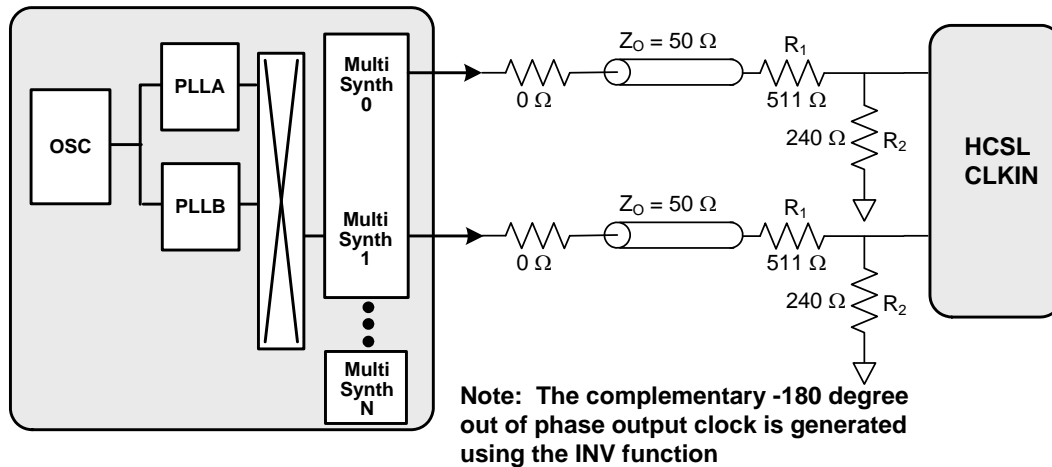 OSC
PLLA
PLLB
Multi
Synth
0
Multi
Synth
1
Multi
Synth
N
0 Ω
Z_O = 50 Ω
R_1
511 Ω
240 Ω
R_2
0 Ω
Z_O = 50 Ω
R_1
511 Ω
240 Ω
R_2
HCSL
CLKIN
Note: The complementary -180 degree
out of phase output clock is generated
using the INV function